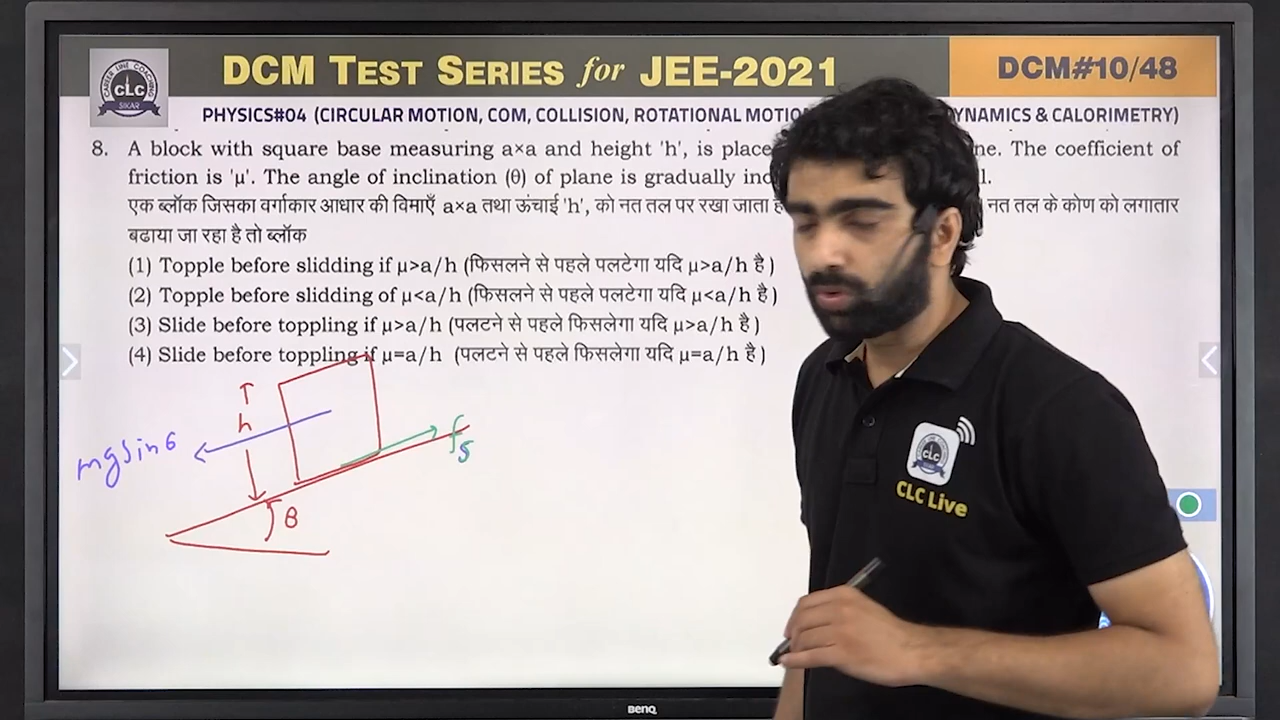 DCM TEST SERIES for JEE-2021
DCM#10/48
CAREER LINE COACHING
CLC
SIKAR
PHYSICS#04 (CIRCULAR MOTION, COM, COLLISION, ROTATIONAL & CALORIMETRY)
8. A block with square base measuring a×a and height 'h', is The coefficient of
friction is 'μ'. The angle of inclination (θ) of plane is gradually
एक ब्लॉक जिसका वर्गाकार आधार की विमाएँ a×a तथा ऊंचाई 'h', को नत तल पर रखा जाता नत तल के कोण को लगातार
बढाया जा रहा है तो ब्लॉक
(1) Topple before slidding if μ>a/h (फिसलने से पहले पलटेगा यदि μ>a/h है)
(2) Topple before slidding of μ<a/h (फिसलने से पहले पलटेगा यदि μ<a/h है)
(3) Slide before toppling if μ>a/h (पलटने से पहले फिसलेगा यदि μ>a/h है)
(4) Slide before toppling if μ=a/h (पलटने से पहले फिसलेगा यदि μ=a/h है)
h
mgsinθ
fs
θ
CLC
CLC Live
BenQ